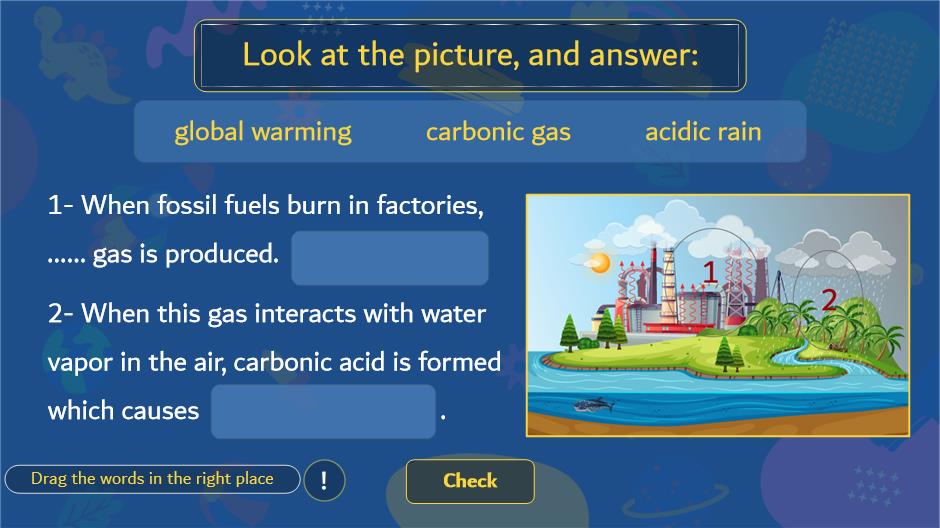 Look at the picture, and answer:
global warming carbonic gas acidic rain
1- When fossil fuels burn in factories,
...... gas is produced.
2- When this gas interacts with water
vapor in the air, carbonic acid is formed
which causes .
1
2
Drag the words in the right place ! Check